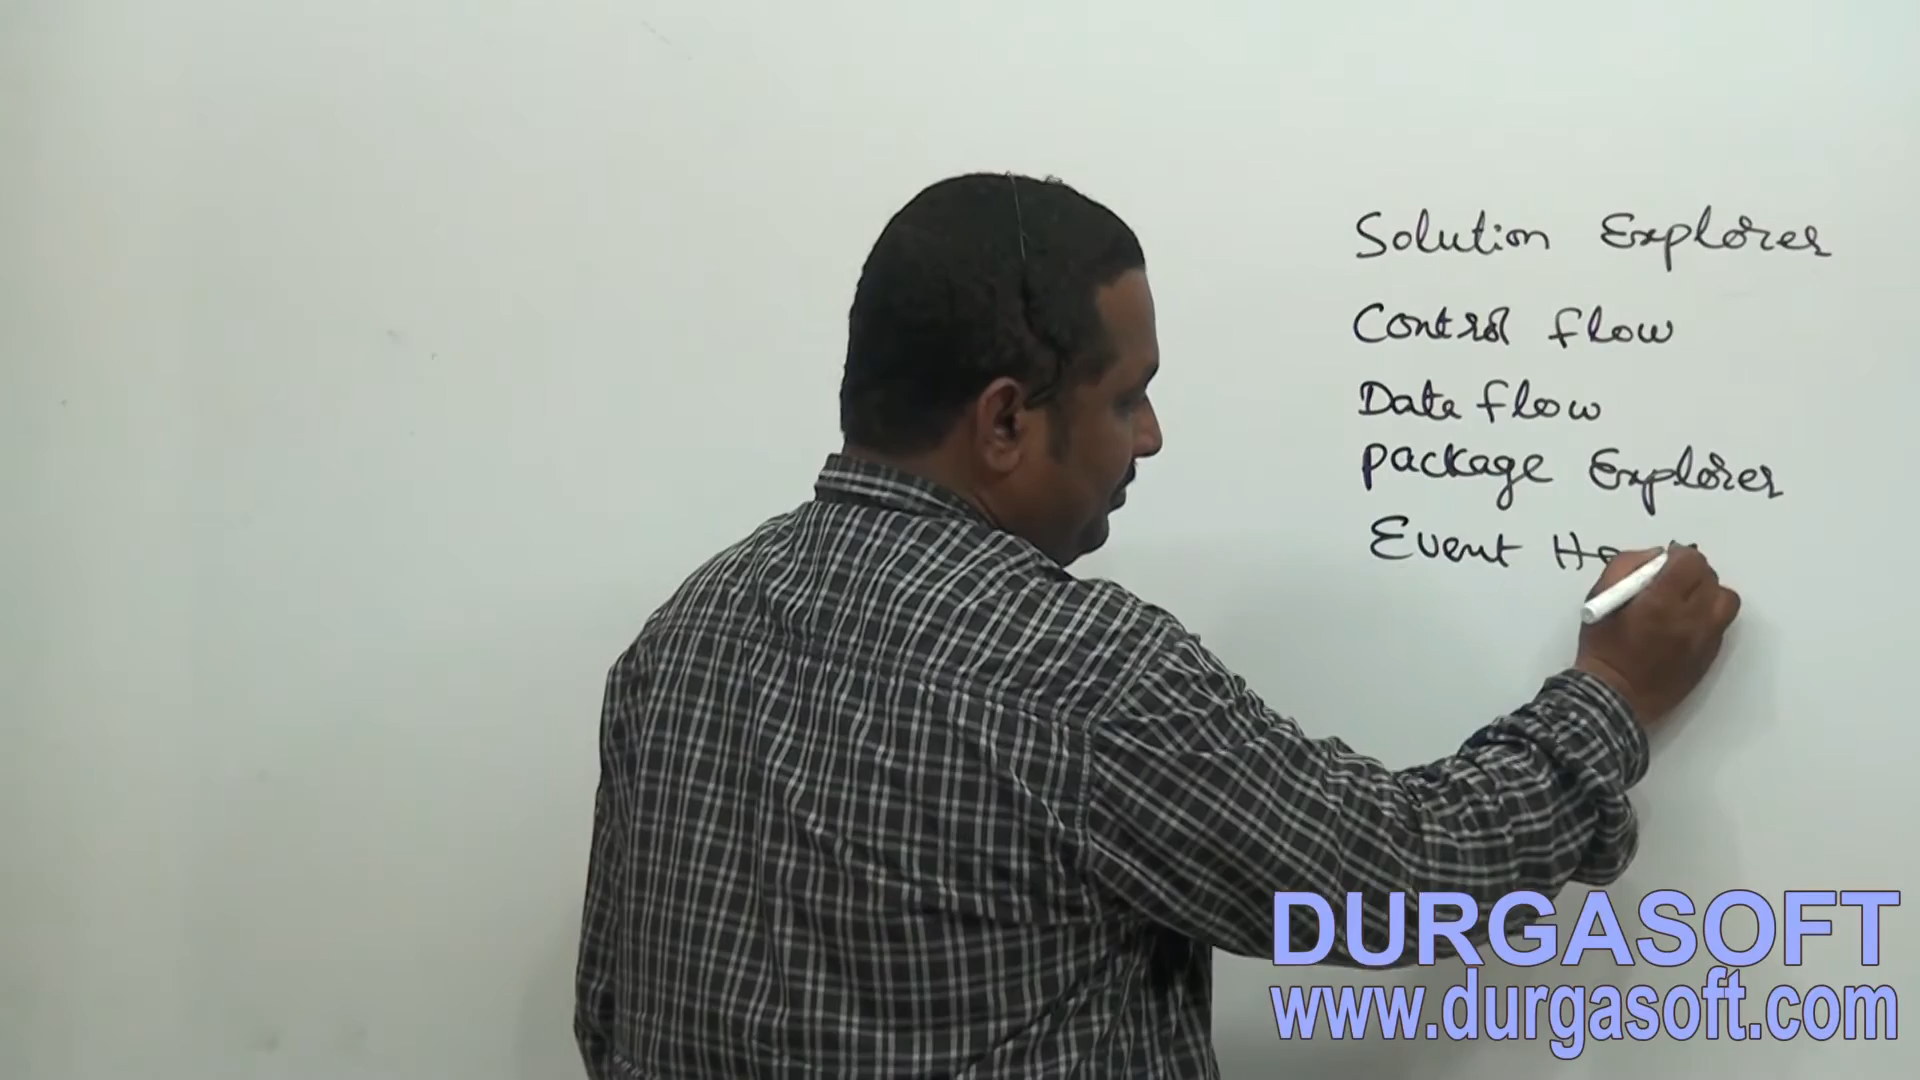 Solution Explorer
Control flow
Data flow
package Explorer
Event
DURGASOFT
www.durgasoft.com